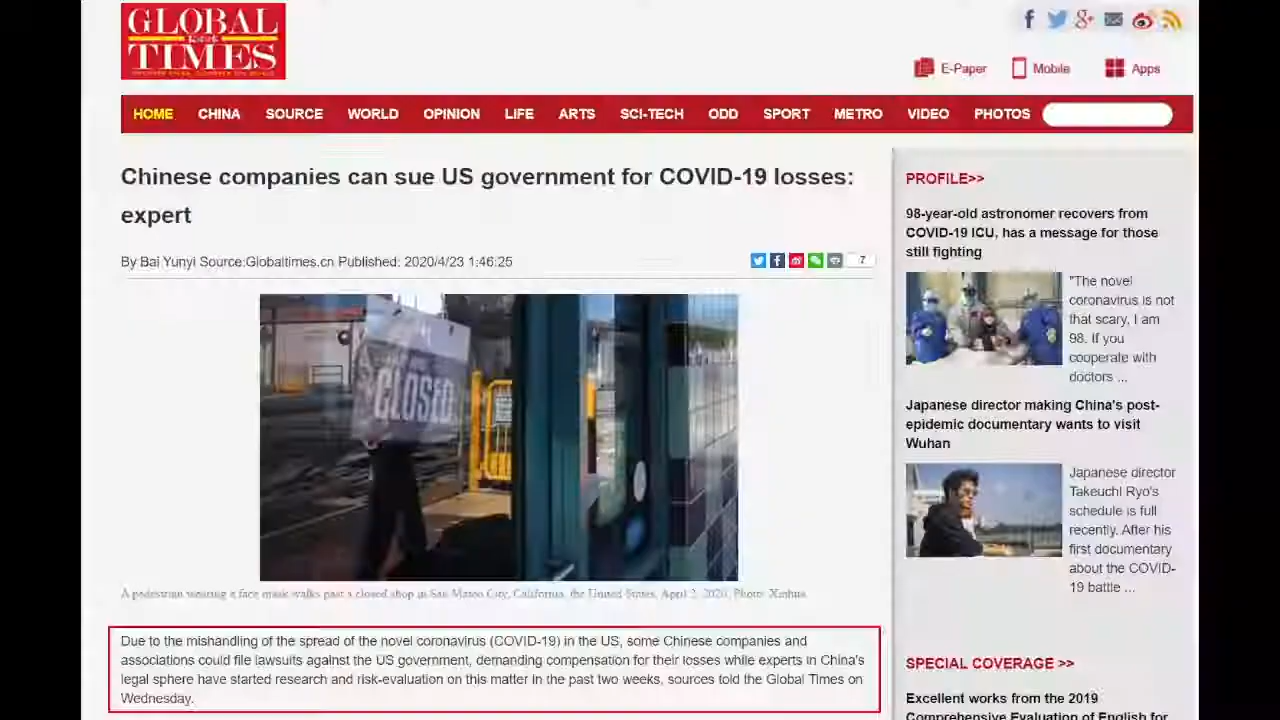 GLOBAL
TIMES
E-Paper
Mobile
Apps
HOME CHINA SOURCE WORLD OPINION LIFE ARTS SCI-TECH ODD SPORT METRO VIDEO PHOTOS
Chinese companies can sue US government for COVID-19 losses:
expert
By Bai Yunyi Source:Globaltimes.cn Published: 2020/4/23 1:46:25
7
CLOSED
A pedestrian wearing a face mask walks past a closed shop in San Mateo City, California, the United States, April 2, 2020. Photo: Xinhua
Due to the mishandling of the spread of the novel coronavirus (COVID-19) in the US, some Chinese companies and
associations could file lawsuits against the US government, demanding compensation for their losses while experts in China's
legal sphere have started research and risk-evaluation on this matter in the past two weeks, sources told the Global Times on
Wednesday.
PROFILE>>
98-year-old astronomer recovers from
COVID-19 ICU, has a message for those
still fighting
"The novel
coronavirus is not
that scary. I am
98. If you
cooperate with
doctors ...
Japanese director making China's post-
epidemic documentary wants to visit
Wuhan
Japanese director
Takeuchi Ryo's
schedule is full
recently. After his
first documentary
about the COVID-
19 battle ...
SPECIAL COVERAGE >>
Excellent works from the 2019
Comprehensive Evaluation of English for